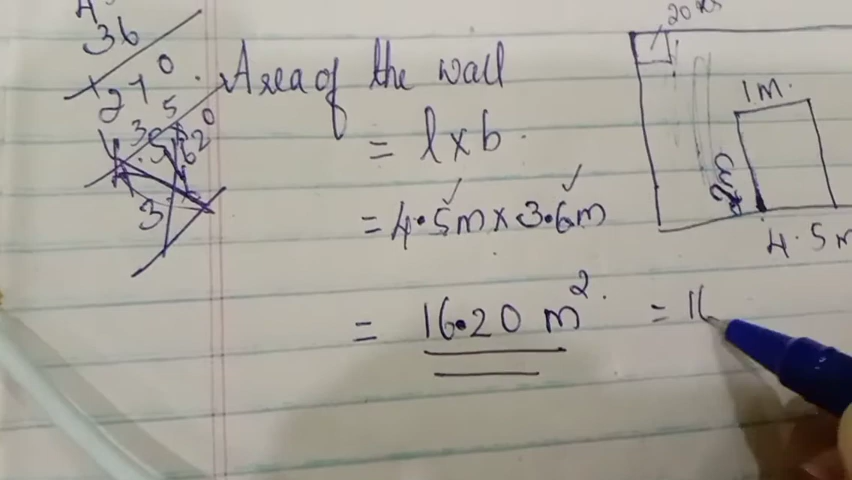 36
Area of the wall
= l x b.
= 4.5m x 3.6m
= 16.20 m². = 16
1M.
4.5m